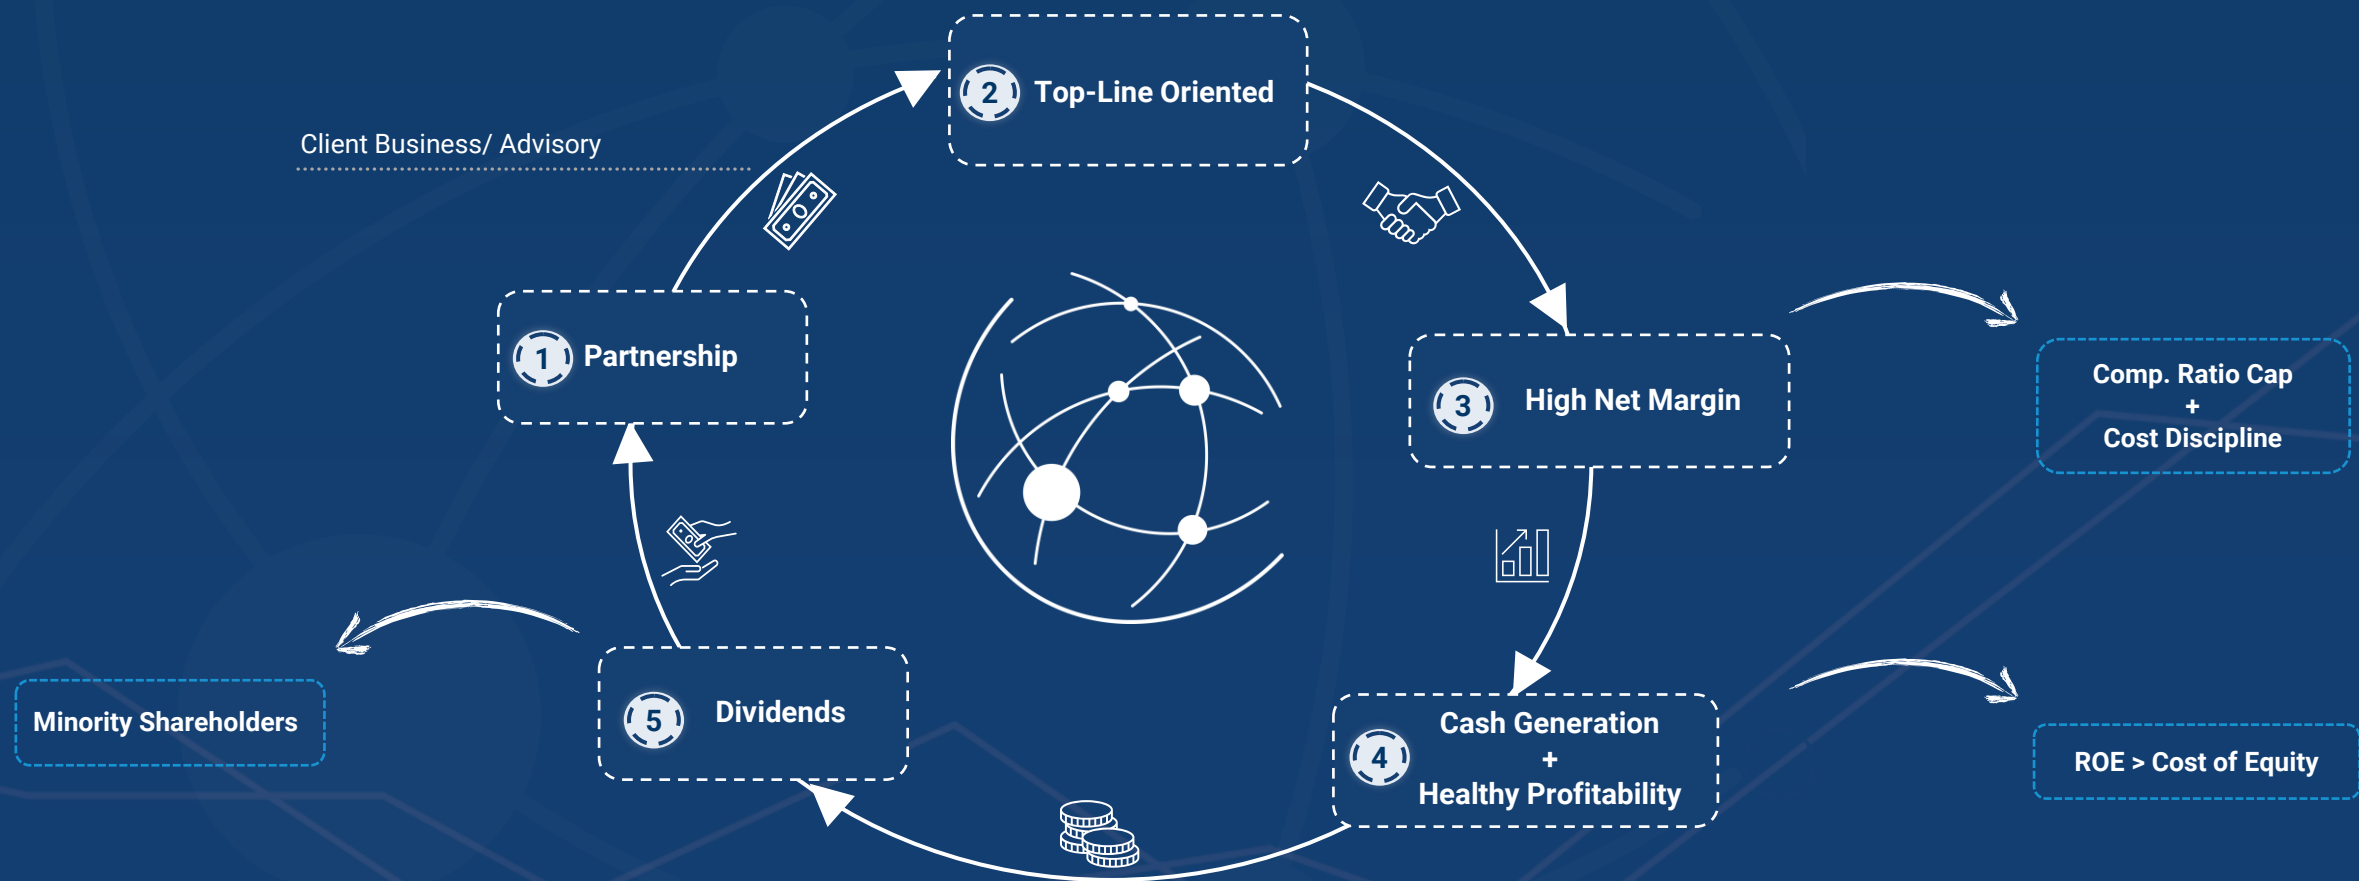 2
Top-Line Oriented
Client Business/ Advisory
1
Partnership
3
High Net Margin
Comp. Ratio Cap
+
Cost Discipline
5
Dividends
Minority Shareholders
4
Cash Generation
+
Healthy Profitability
ROE > Cost of Equity